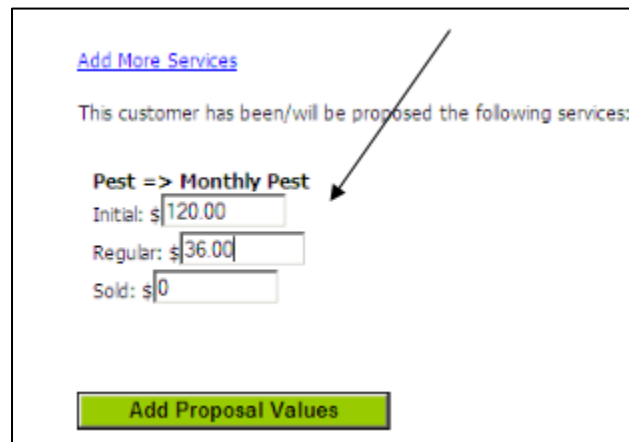 Add More Services
This customer has been/will be proposed the following services:
Pest => Monthly Pest
Initial: $120.00
Regular: $36.00
Sold: $0
Add Proposal Values